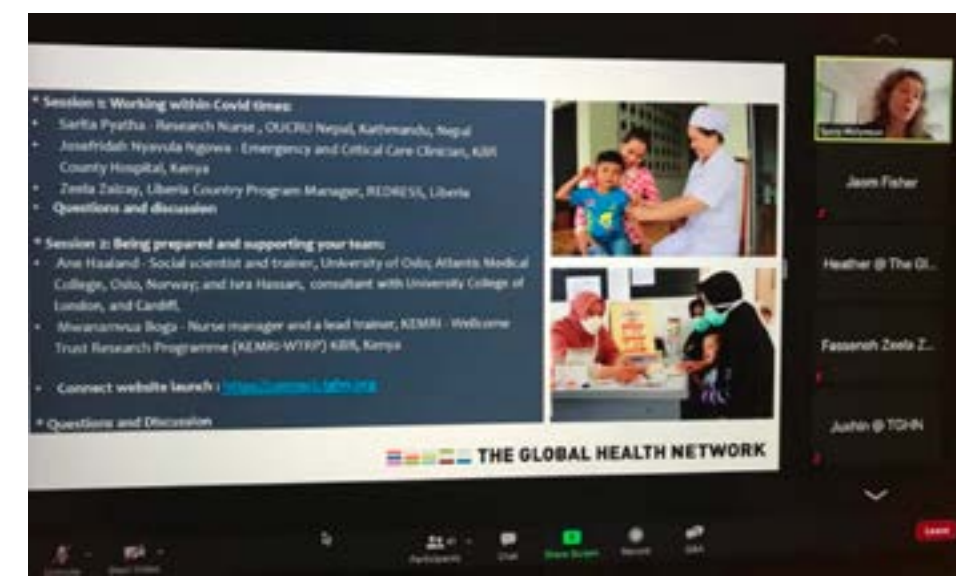 * Session 1: Working within Covid times:
• Sarita Pyatha - Research Nurse , OUCRU Nepal, Kathmandu, Nepal
• Josefridah Nyavula Ngowa - Emergency and Critical Care Clinician, Kilifi
County Hospital, Kenya
• Zeela Zaizay, Liberia Country Program Manager, REDRESS, Liberia
• Questions and discussion
* Session 2: Being prepared and supporting your team:
• Ane Haaland - Social scientist and trainer, University of Oslo; Atlantis Medical
College, Oslo, Norway; and Isra Hassan, consultant with University College of
London, and Cardiff.
• Mwanamvua Boga - Nurse manager and a lead trainer, KEMRI - Wellcome
Trust Research Programme (KEMRI-WTRP) Kilifi, Kenya
• Connect website launch : https://connect.tghn.org
* Questions and Discussion
THE GLOBAL HEALTH NETWORK
Jason Fisher
Heather @ The Gl...
Fassenoh Zeela Z...
@ TGHN
Participants
Chat
Share Screen
Record
Q&A
Leave